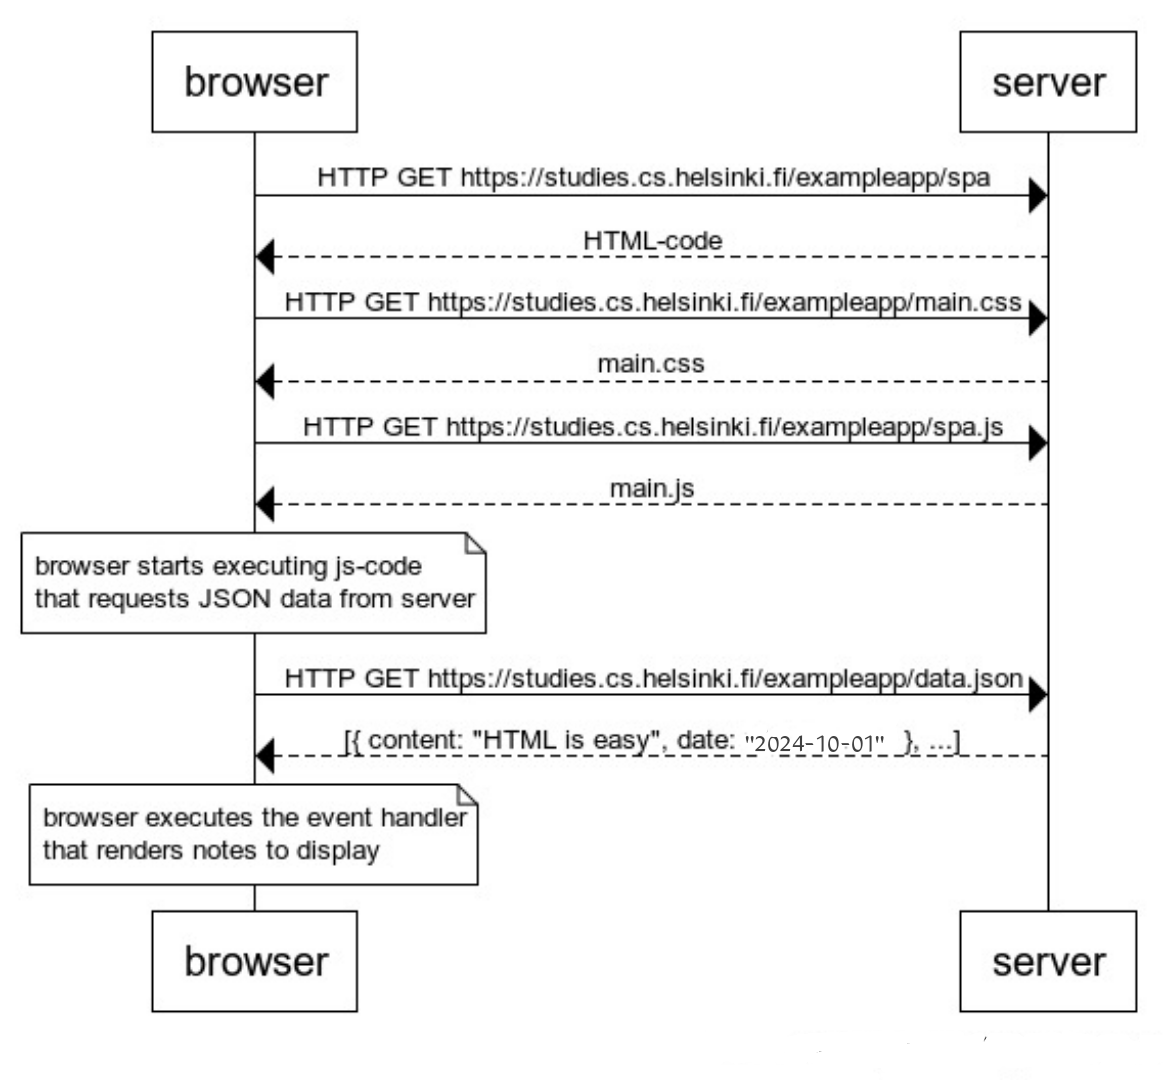 browser server
HTTP GET https://studies.cs.helsinki.fi/exampleapp/spa
HTML-code
HTTP GET https://studies.cs.helsinki.fi/exampleapp/main.css
main.css
HTTP GET https://studies.cs.helsinki.fi/exampleapp/spa.js
main.js
browser starts executing js-code
that requests JSON data from server
HTTP GET https://studies.cs.helsinki.fi/exampleapp/data.json
[{ content: "HTML is easy", date: "2024-10-01" }, ...]
browser executes the event handler
that renders notes to display
browser server